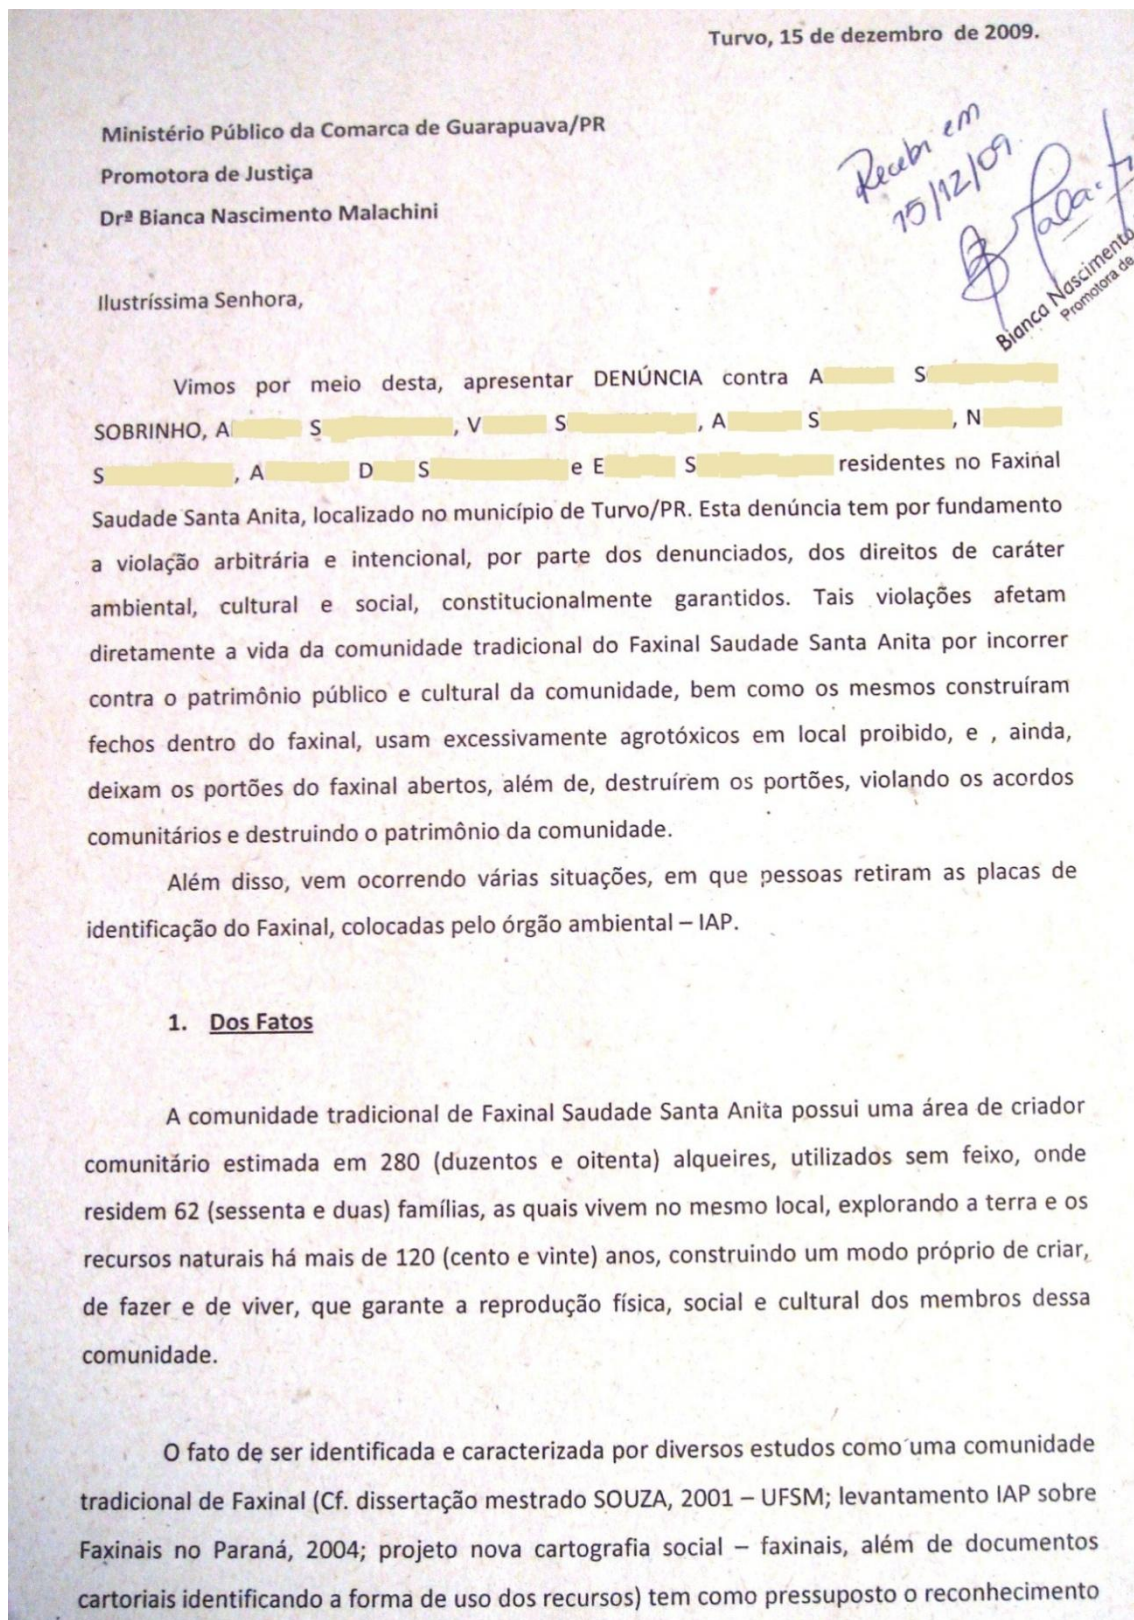 Turvo, 15 de dezembro de 2009.
Ministério Público da Comarca de Guarapuava/PR
Promotora de Justiça
Drª Bianca Nascimento Malachini
Recebi em
15/12/09.
Bianca Nascimento
Promotora de
Ilustríssima Senhora,
Vimos por meio desta, apresentar DENÚNCIA contra A S
SOBRINHO, A S , V S , A S , N
S , A D S e E S residentes no Faxinal
Saudade Santa Anita, localizado no município de Turvo/PR. Esta denúncia tem por fundamento
a violação arbitrária e intencional, por parte dos denunciados, dos direitos de caráter
ambiental, cultural e social, constitucionalmente garantidos. Tais violações afetam
diretamente a vida da comunidade tradicional do Faxinal Saudade Santa Anita por incorrer
contra o patrimônio público e cultural da comunidade, bem como os mesmos construíram
fechos dentro do faxinal, usam excessivamente agrotóxicos em local proibido, e , ainda,
deixam os portões do faxinal abertos, além de, destruírem os portões, violando os acordos
comunitários e destruindo o patrimônio da comunidade.
Além disso, vem ocorrendo várias situações, em que pessoas retiram as placas de
identificação do Faxinal, colocadas pelo órgão ambiental – IAP.
1. Dos Fatos
A comunidade tradicional de Faxinal Saudade Santa Anita possui uma área de criador
comunitário estimada em 280 (duzentos e oitenta) alqueires, utilizados sem feixo, onde
residem 62 (sessenta e duas) famílias, as quais vivem no mesmo local, explorando a terra e os
recursos naturais há mais de 120 (cento e vinte) anos, construindo um modo próprio de criar,
de fazer e de viver, que garante a reprodução física, social e cultural dos membros dessa
comunidade.
O fato de ser identificada e caracterizada por diversos estudos como uma comunidade
tradicional de Faxinal (Cf. dissertação mestrado SOUZA, 2001 – UFSM; levantamento IAP sobre
Faxinais no Paraná, 2004; projeto nova cartografia social – faxinais, além de documentos
cartoriais identificando a forma de uso dos recursos) tem como pressuposto o reconhecimento